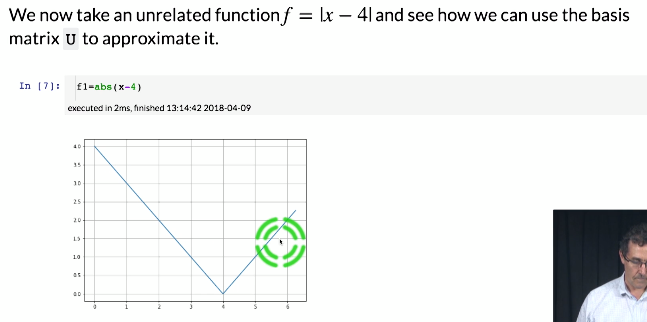 We now take an unrelated function f = |x − 4| and see how we can use the basis
matrix U to approximate it.
In [7]: f1=abs(x-4)
executed in 2ms, finished 13:14:42 2018-04-09
4.0
3.5
3.0
2.5
2.0
1.5
1.0
0.5
0.0
0 1 2 3 4 5 6